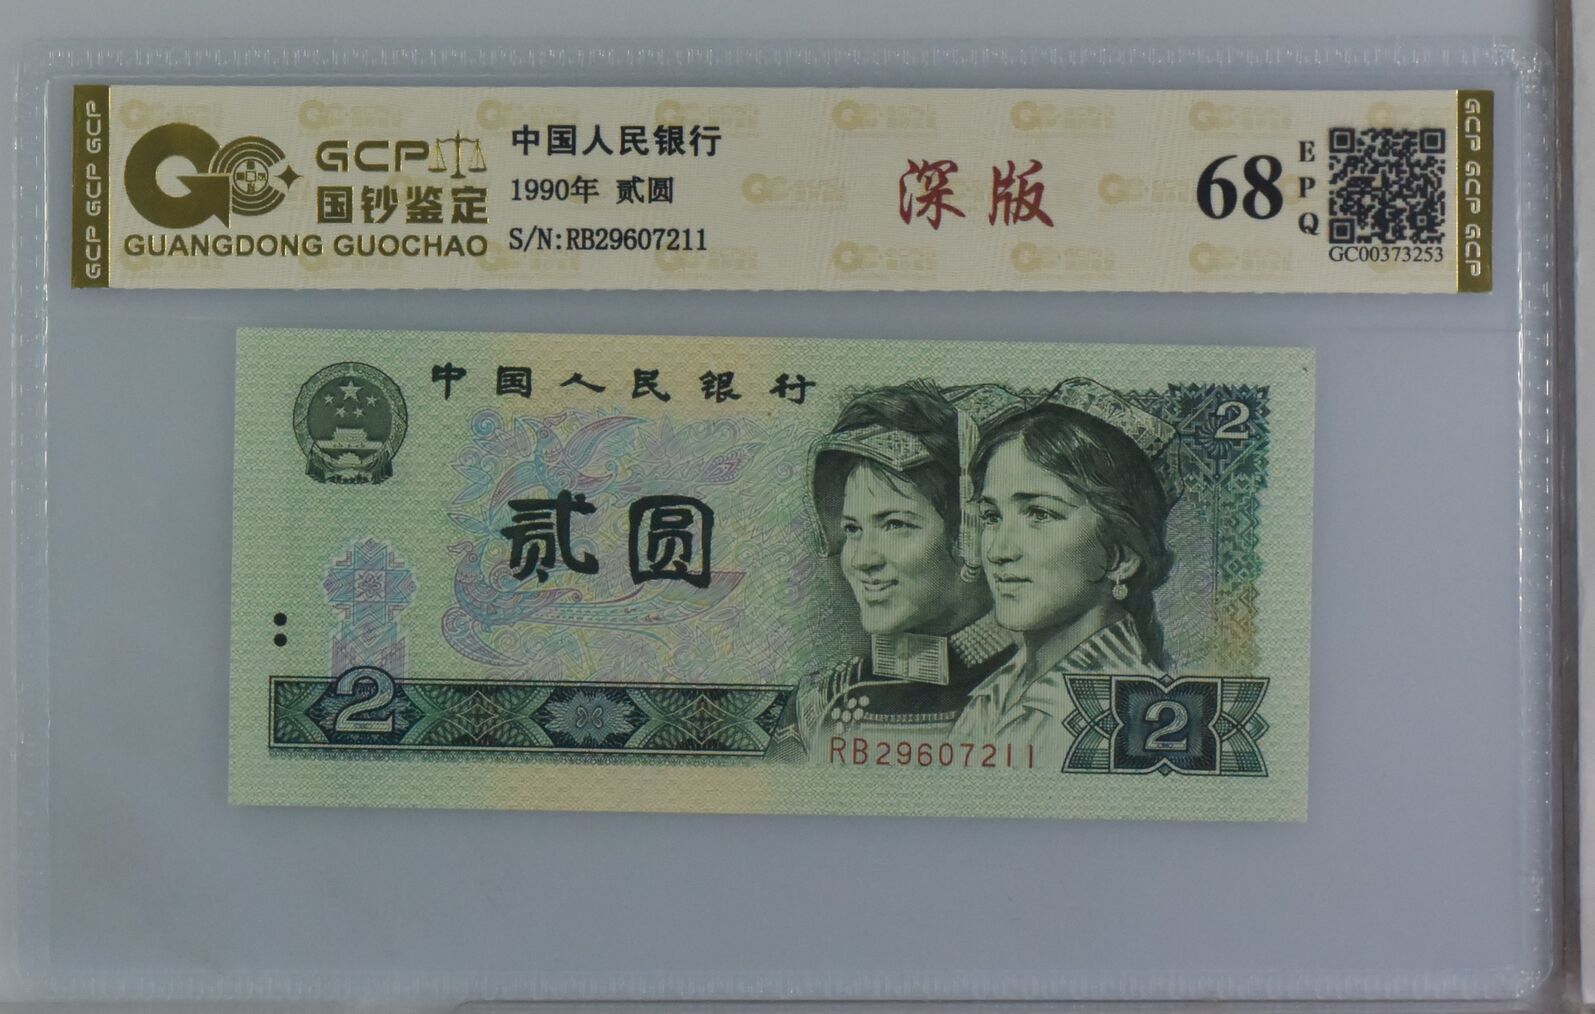 GCP GCP GCP
GCP
国钞鉴定
GUANGDONG GUOCHAO
中国人民银行
1990年 贰圆
S/N:RB29607211
深版
68
EPQ
GC00373253
GCP GCP GCP
中国人民银行
2
贰圆
2
2
RB29607211